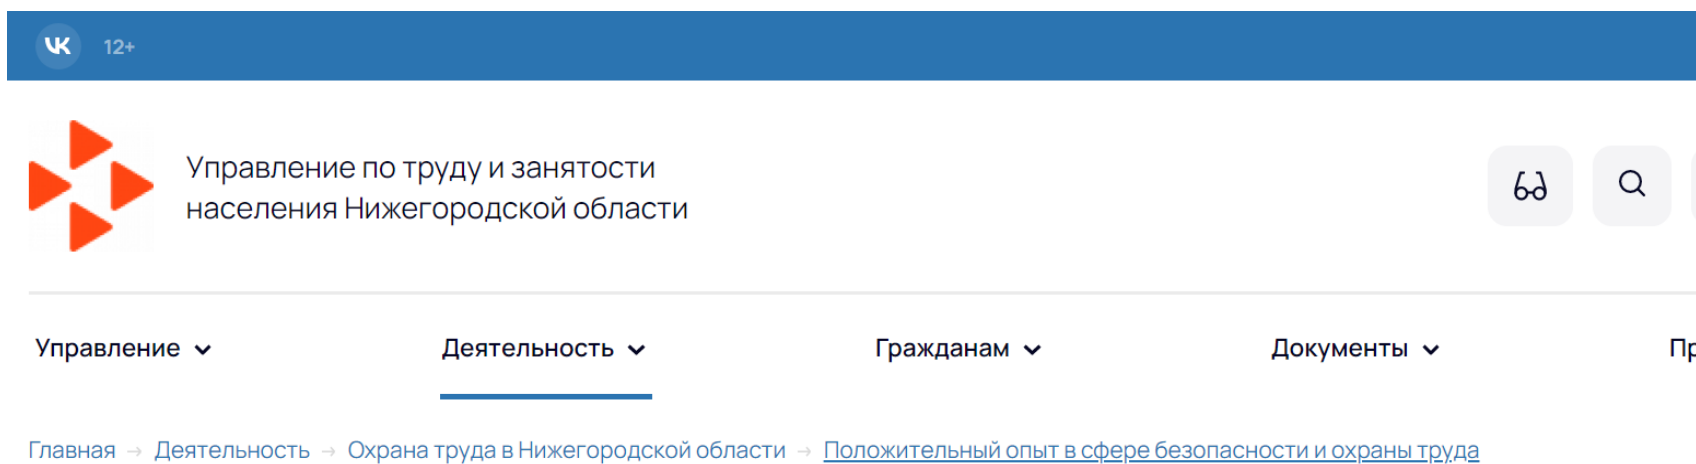 VK 12+
Управление по труду и занятости
населения Нижегородской области
Управление Деятельность Гражданам Документы
Главная → Деятельность → Охрана труда в Нижегородской области → Положительный опыт в сфере безопасности и охраны труда